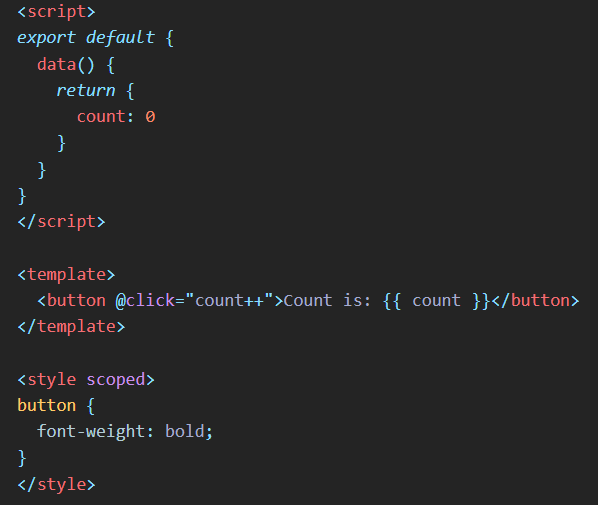 <script>
export default {
  data() {
    return {
      count: 0
    }
  }
}
</script>

<template>
  <button @click="count++">Count is: {{ count }}</button>
</template>

<style scoped>
button {
  font-weight: bold;
}
</style>